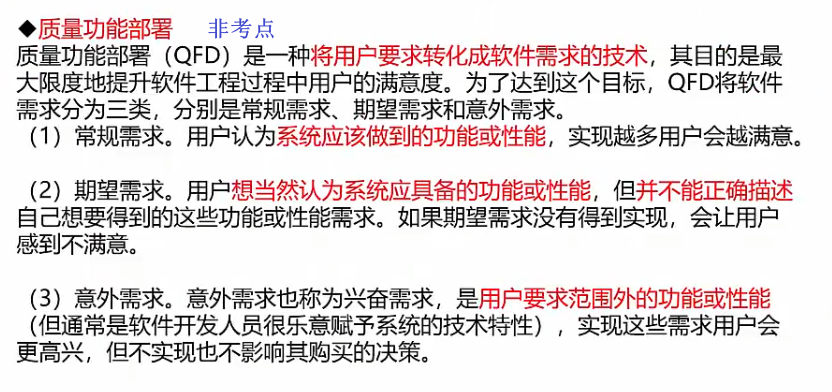 ◆质量功能部署 非考点
质量功能部署（QFD）是一种将用户要求转化成软件需求的技术，其目的是最
大限度地提升软件工程过程中用户的满意度。为了达到这个目标，QFD将软件
需求分为三类，分别是常规需求、期望需求和意外需求。
（1）常规需求。用户认为系统应该做到的功能或性能，实现越多用户会越满意。
（2）期望需求。用户想当然认为系统应具备的功能或性能，但并不能正确描述
自己想要得到的这些功能或性能需求。如果期望需求没有得到实现，会让用户
感到不满意。
（3）意外需求。意外需求也称为兴奋需求，是用户要求范围外的功能或性能
（但通常是软件开发人员很乐意赋予系统的技术特性），实现这些需求用户会
更高兴，但不实现也不影响其购买的决策。